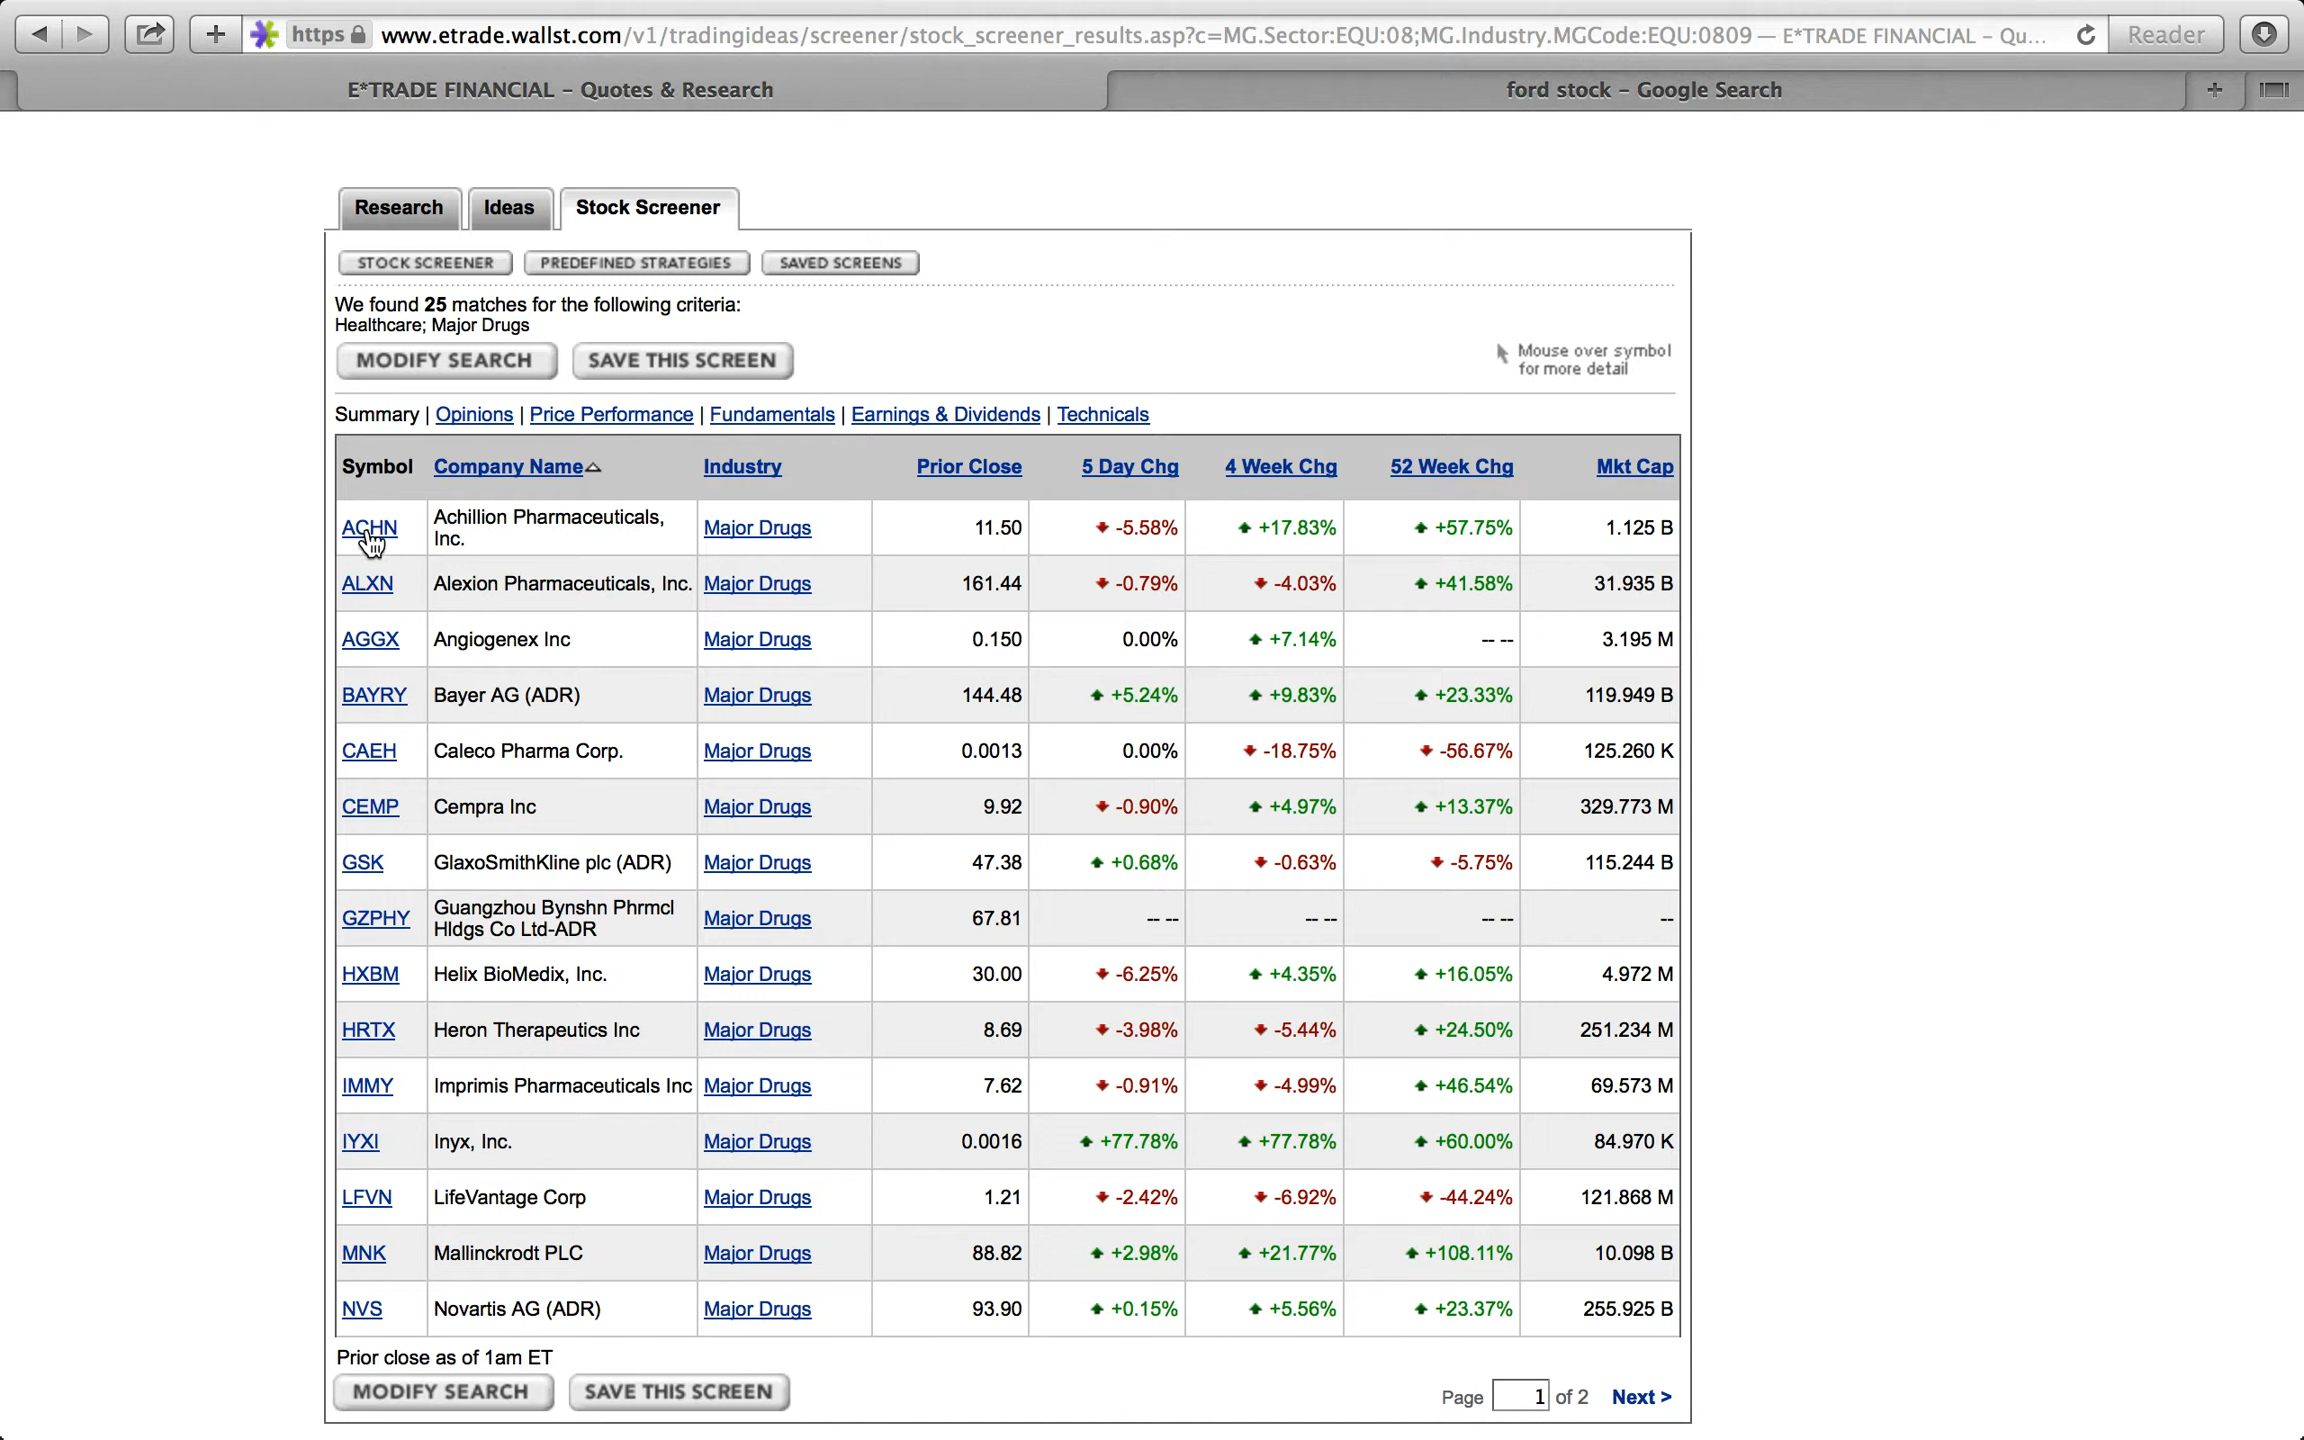 https www.etrade.wallst.com/v1/tradingideas/screener/stock_screener_results.asp?c=MG.Sector:EQU:08;MG.Industry.MGCode:EQU:0809 — E*TRADE FINANCIAL – Qu... Reader
E*TRADE FINANCIAL – Quotes & Research
ford stock – Google Search
Research Ideas Stock Screener
STOCK SCREENER PREDEFINED STRATEGIES SAVED SCREENS
We found 25 matches for the following criteria:
Healthcare; Major Drugs
MODIFY SEARCH SAVE THIS SCREEN
Mouse over symbol
for more detail
Summary | Opinions | Price Performance | Fundamentals | Earnings & Dividends | Technicals
Symbol Company Name Industry Prior Close 5 Day Chg 4 Week Chg 52 Week Chg Mkt Cap
ACHN Achillion Pharmaceuticals, Inc. Major Drugs 11.50 -5.58% +17.83% +57.75% 1.125 B
ALXN Alexion Pharmaceuticals, Inc. Major Drugs 161.44 -0.79% -4.03% +41.58% 31.935 B
AGGX Angiogenex Inc Major Drugs 0.150 0.00% +7.14% -- -- 3.195 M
BAYRY Bayer AG (ADR) Major Drugs 144.48 +5.24% +9.83% +23.33% 119.949 B
CAEH Caleco Pharma Corp. Major Drugs 0.0013 0.00% -18.75% -56.67% 125.260 K
CEMP Cempra Inc Major Drugs 9.92 -0.90% +4.97% +13.37% 329.773 M
GSK GlaxoSmithKline plc (ADR) Major Drugs 47.38 +0.68% -0.63% -5.75% 115.244 B
GZPHY Guangzhou Bynshn Phrmcl Hldgs Co Ltd-ADR Major Drugs 67.81 -- -- -- -- -- -- --
HXBM Helix BioMedix, Inc. Major Drugs 30.00 -6.25% +4.35% +16.05% 4.972 M
HRTX Heron Therapeutics Inc Major Drugs 8.69 -3.98% -5.44% +24.50% 251.234 M
IMMY Imprimis Pharmaceuticals Inc Major Drugs 7.62 -0.91% -4.99% +46.54% 69.573 M
IYXI Inyx, Inc. Major Drugs 0.0016 +77.78% +77.78% +60.00% 84.970 K
LFVN LifeVantage Corp Major Drugs 1.21 -2.42% -6.92% -44.24% 121.868 M
MNK Mallinckrodt PLC Major Drugs 88.82 +2.98% +21.77% +108.11% 10.098 B
NVS Novartis AG (ADR) Major Drugs 93.90 +0.15% +5.56% +23.37% 255.925 B
Prior close as of 1am ET
MODIFY SEARCH SAVE THIS SCREEN
Page 1 of 2 Next >